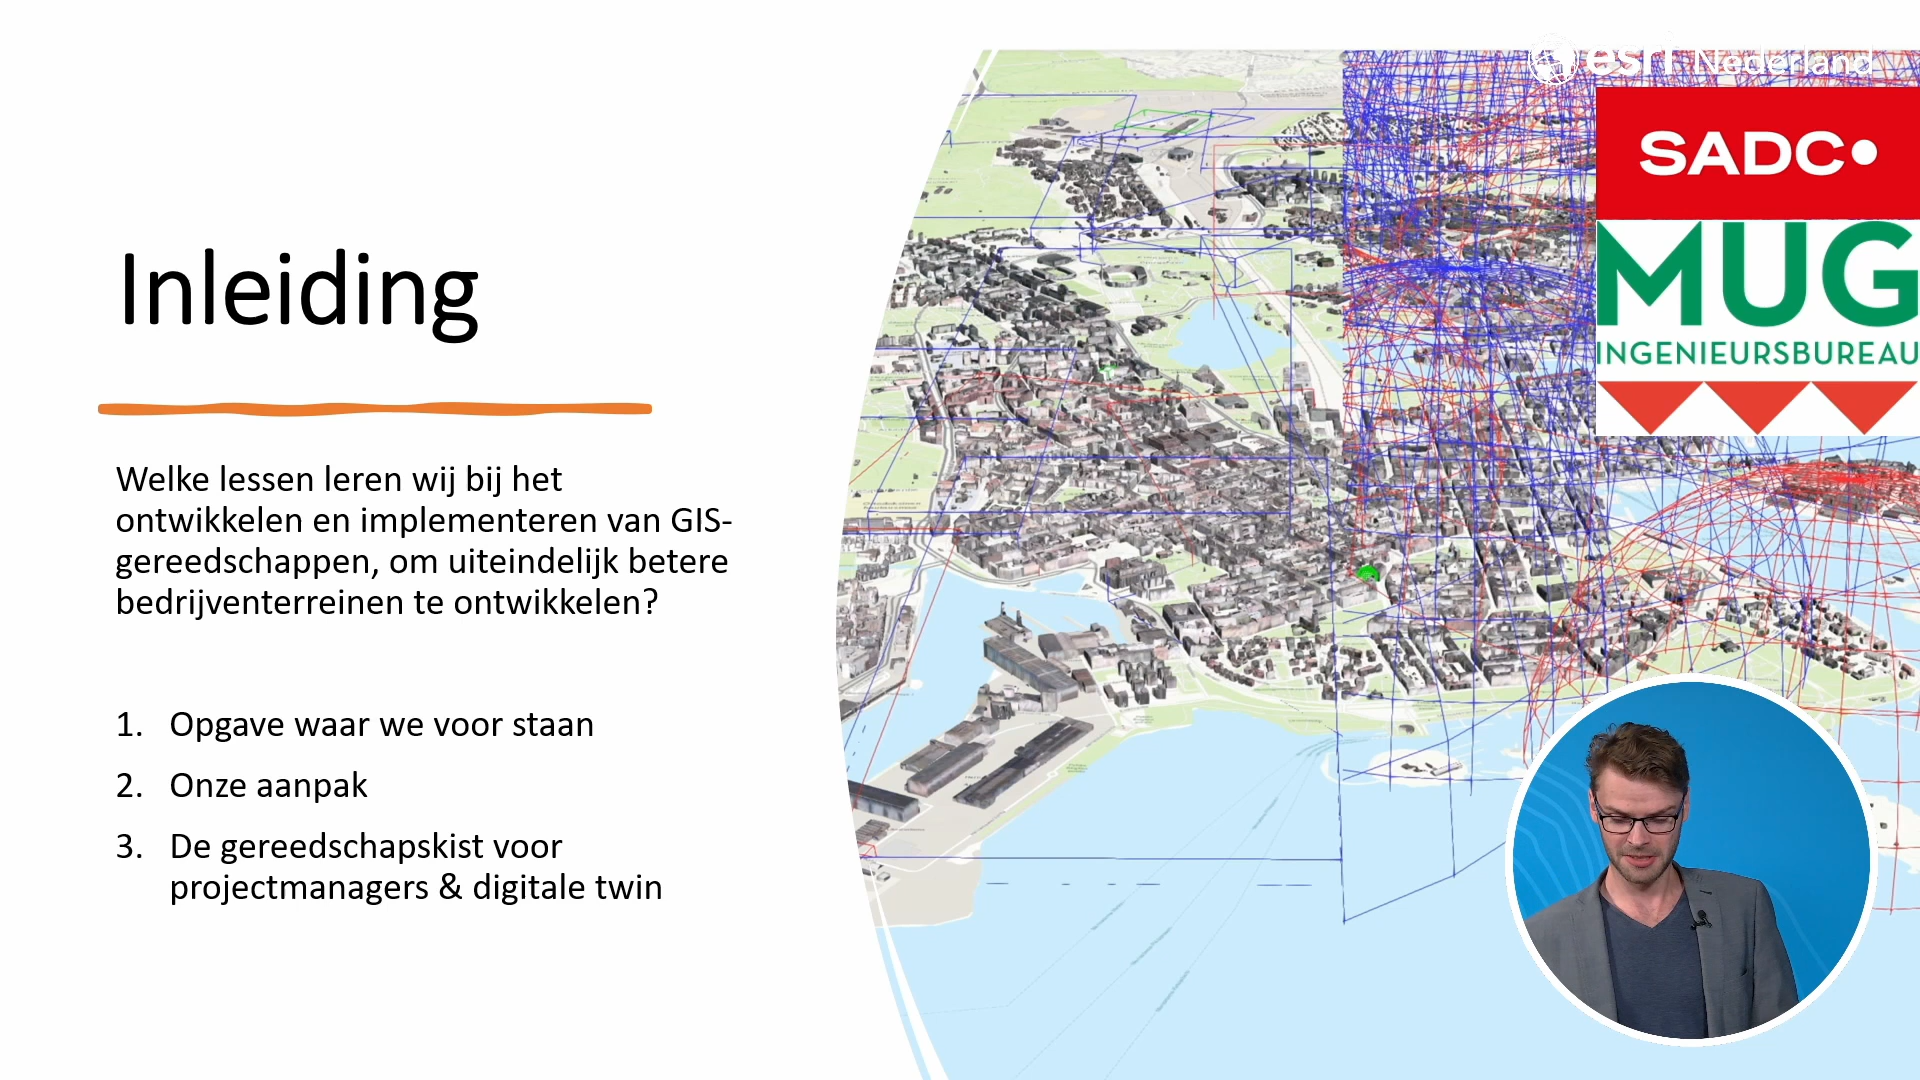 esri Nederland
SADC
MUG
INGENIEURSBUREAU
Inleiding
Welke lessen leren wij bij het
ontwikkelen en implementeren van GIS-
gereedschappen, om uiteindelijk betere
bedrijventerreinen te ontwikkelen?
1. Opgave waar we voor staan
2. Onze aanpak
3. De gereedschapskist voor
projectmanagers & digitale twin